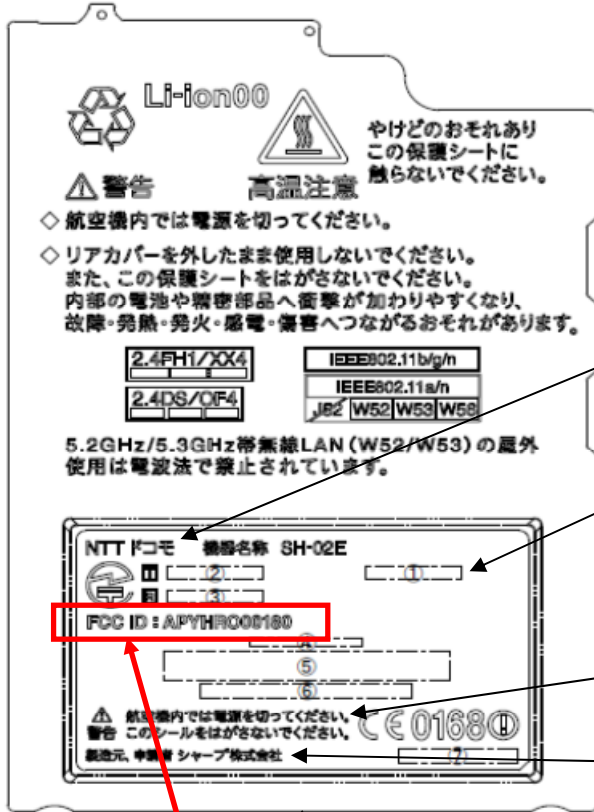 Li-ion00
やけどのおそれあり
この保護シートに
触らないでください。
警告
高温注意
◇航空機内では電源を切ってください。
◇リアカバーを外したまま使用しないでください。
また、この保護シートをはがさないでください。
内部の電池や精密部品へ衝撃が加わりやすくなり、
故障・発熱・発火・感電・傷害へつながるおそれがあります。
2.4FH1/XX4
IEEE802.11b/g/n
2.4DS/OF4
IEEE802.11a/n
J52 W52 W53 W56
5.2GHz/5.3GHz帯無線LAN(W52/W53)の屋外
使用は電波法で禁止されています。
NTTドコモ 機器名称 SH-02E
②
①
③
FCC ID : APYHRO00180
④
⑤
⑥
警告
航空機内では電源を切ってください。
このシールをはがさないでください。
CE0168
製造元、申請者 シャープ株式会社
⑦